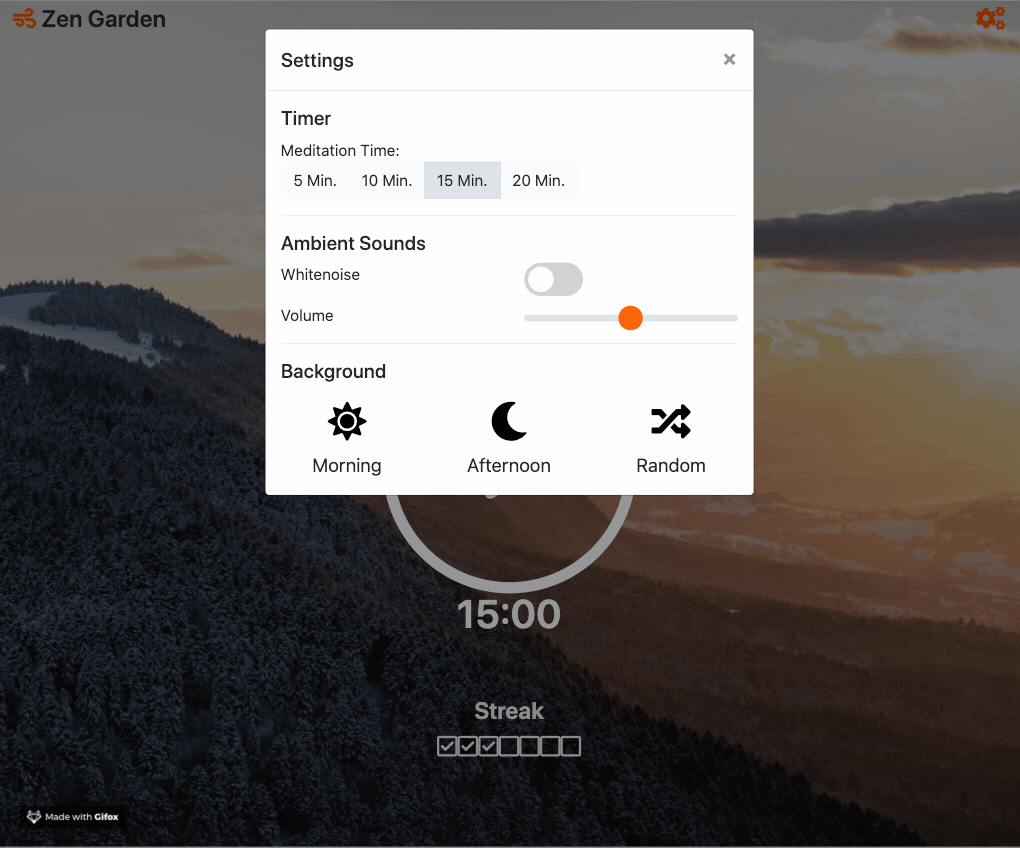 Zen Garden
Settings
×
Timer
Meditation Time:
5 Min. 10 Min. 15 Min. 20 Min.
Ambient Sounds
Whitenoise
Volume
Background
Morning Afternoon Random
15:00
Streak
Made with Gifox